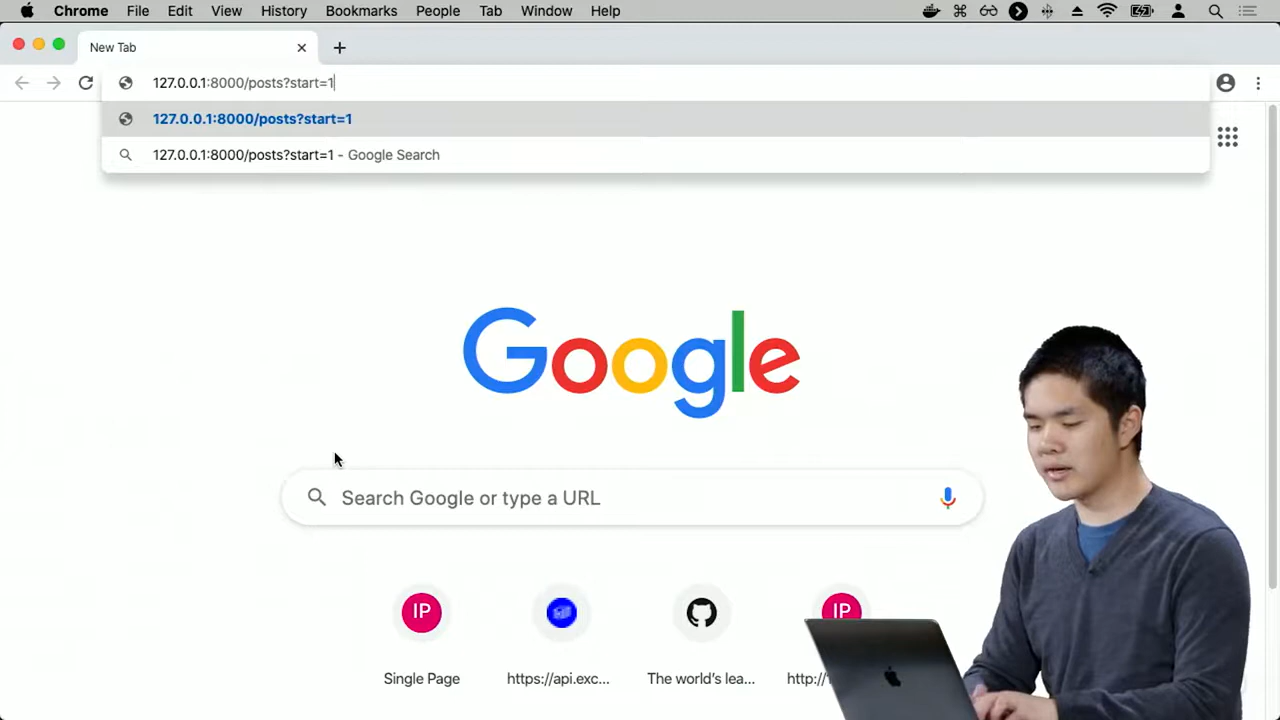 Chrome File Edit View History Bookmarks People Tab Window Help
New Tab
127.0.0.1:8000/posts?start=1
127.0.0.1:8000/posts?start=1
127.0.0.1:8000/posts?start=1 - Google Search
Google
Search Google or type a URL
IP IP
Single Page https://api.exc... The world's lea... http://